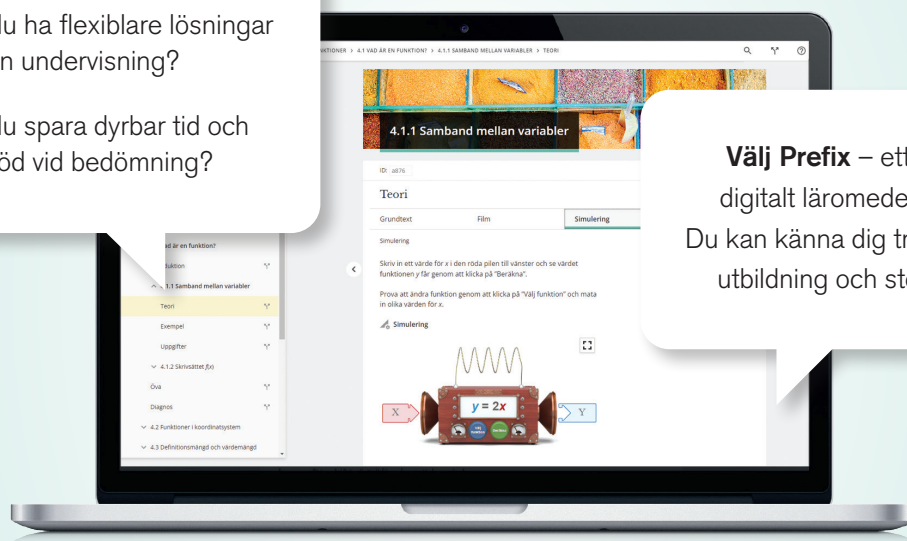 du ha flexiblare lösningar
n undervisning?
du spara dyrbar tid och
öd vid bedömning?
KTIONER > 4.1 VAD ÄR EN FUNKTION? > 4.1.1 SAMBAND MELLAN VARIABLER > TEORI
4.1.1 Samband mellan variabler
ID: a876
Teori
Grundtext Film Simulering
Simulering
Skriv in ett värde för x i den röda pilen till vänster och se värdet
funktionen y får genom att klicka på "Beräkna".
Prova att ändra funktion genom att klicka på "Välj funktion" och mata
in olika värden för x.
Simulering
X
y = 2x
Y
Välj funktion
Beräkna
ad är en funktion?
duktion
4.1.1 Samband mellan variabler
Teori
Exempel
Uppgifter
4.1.2 Skrivsättet f(x)
Öva
Diagnos
4.2 Funktioner i koordinatsystem
4.3 Definitionsmängd och värdemängd
Välj Prefix – ett
digitalt läromede
Du kan känna dig tr
utbildning och stö